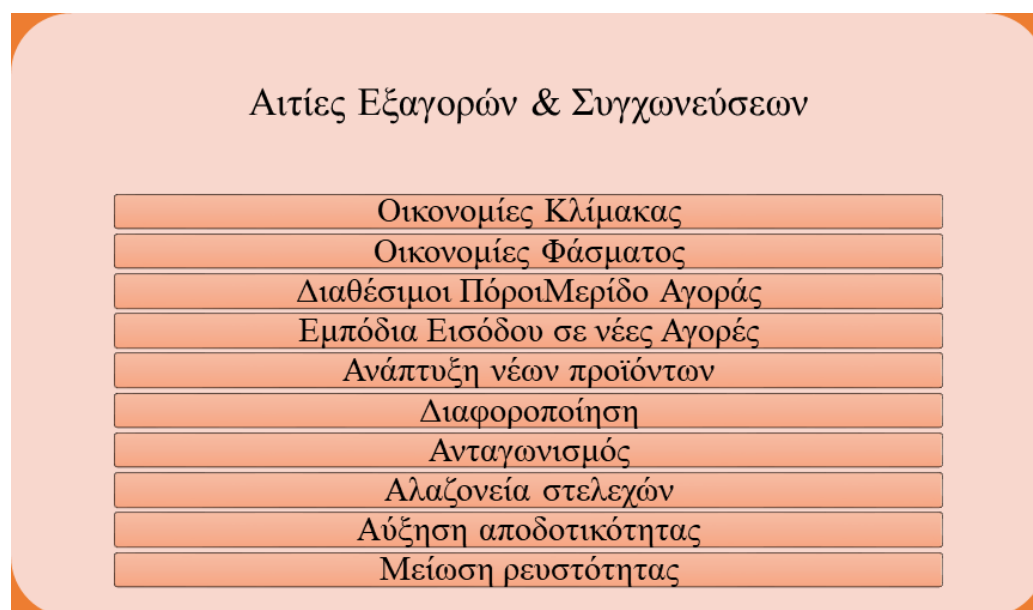 Αιτίες Εξαγορών & Συγχωνεύσεων
Οικονομίες Κλίμακας
Οικονομίες Φάσματος
Διαθέσιμοι ΠόροιΜερίδο Αγοράς
Εμπόδια Εισόδου σε νέες Αγορές
Ανάπτυξη νέων προϊόντων
Διαφοροποίηση
Ανταγωνισμός
Αλαζονεία στελεχών
Αύξηση αποδοτικότητας
Μείωση ρευστότητας